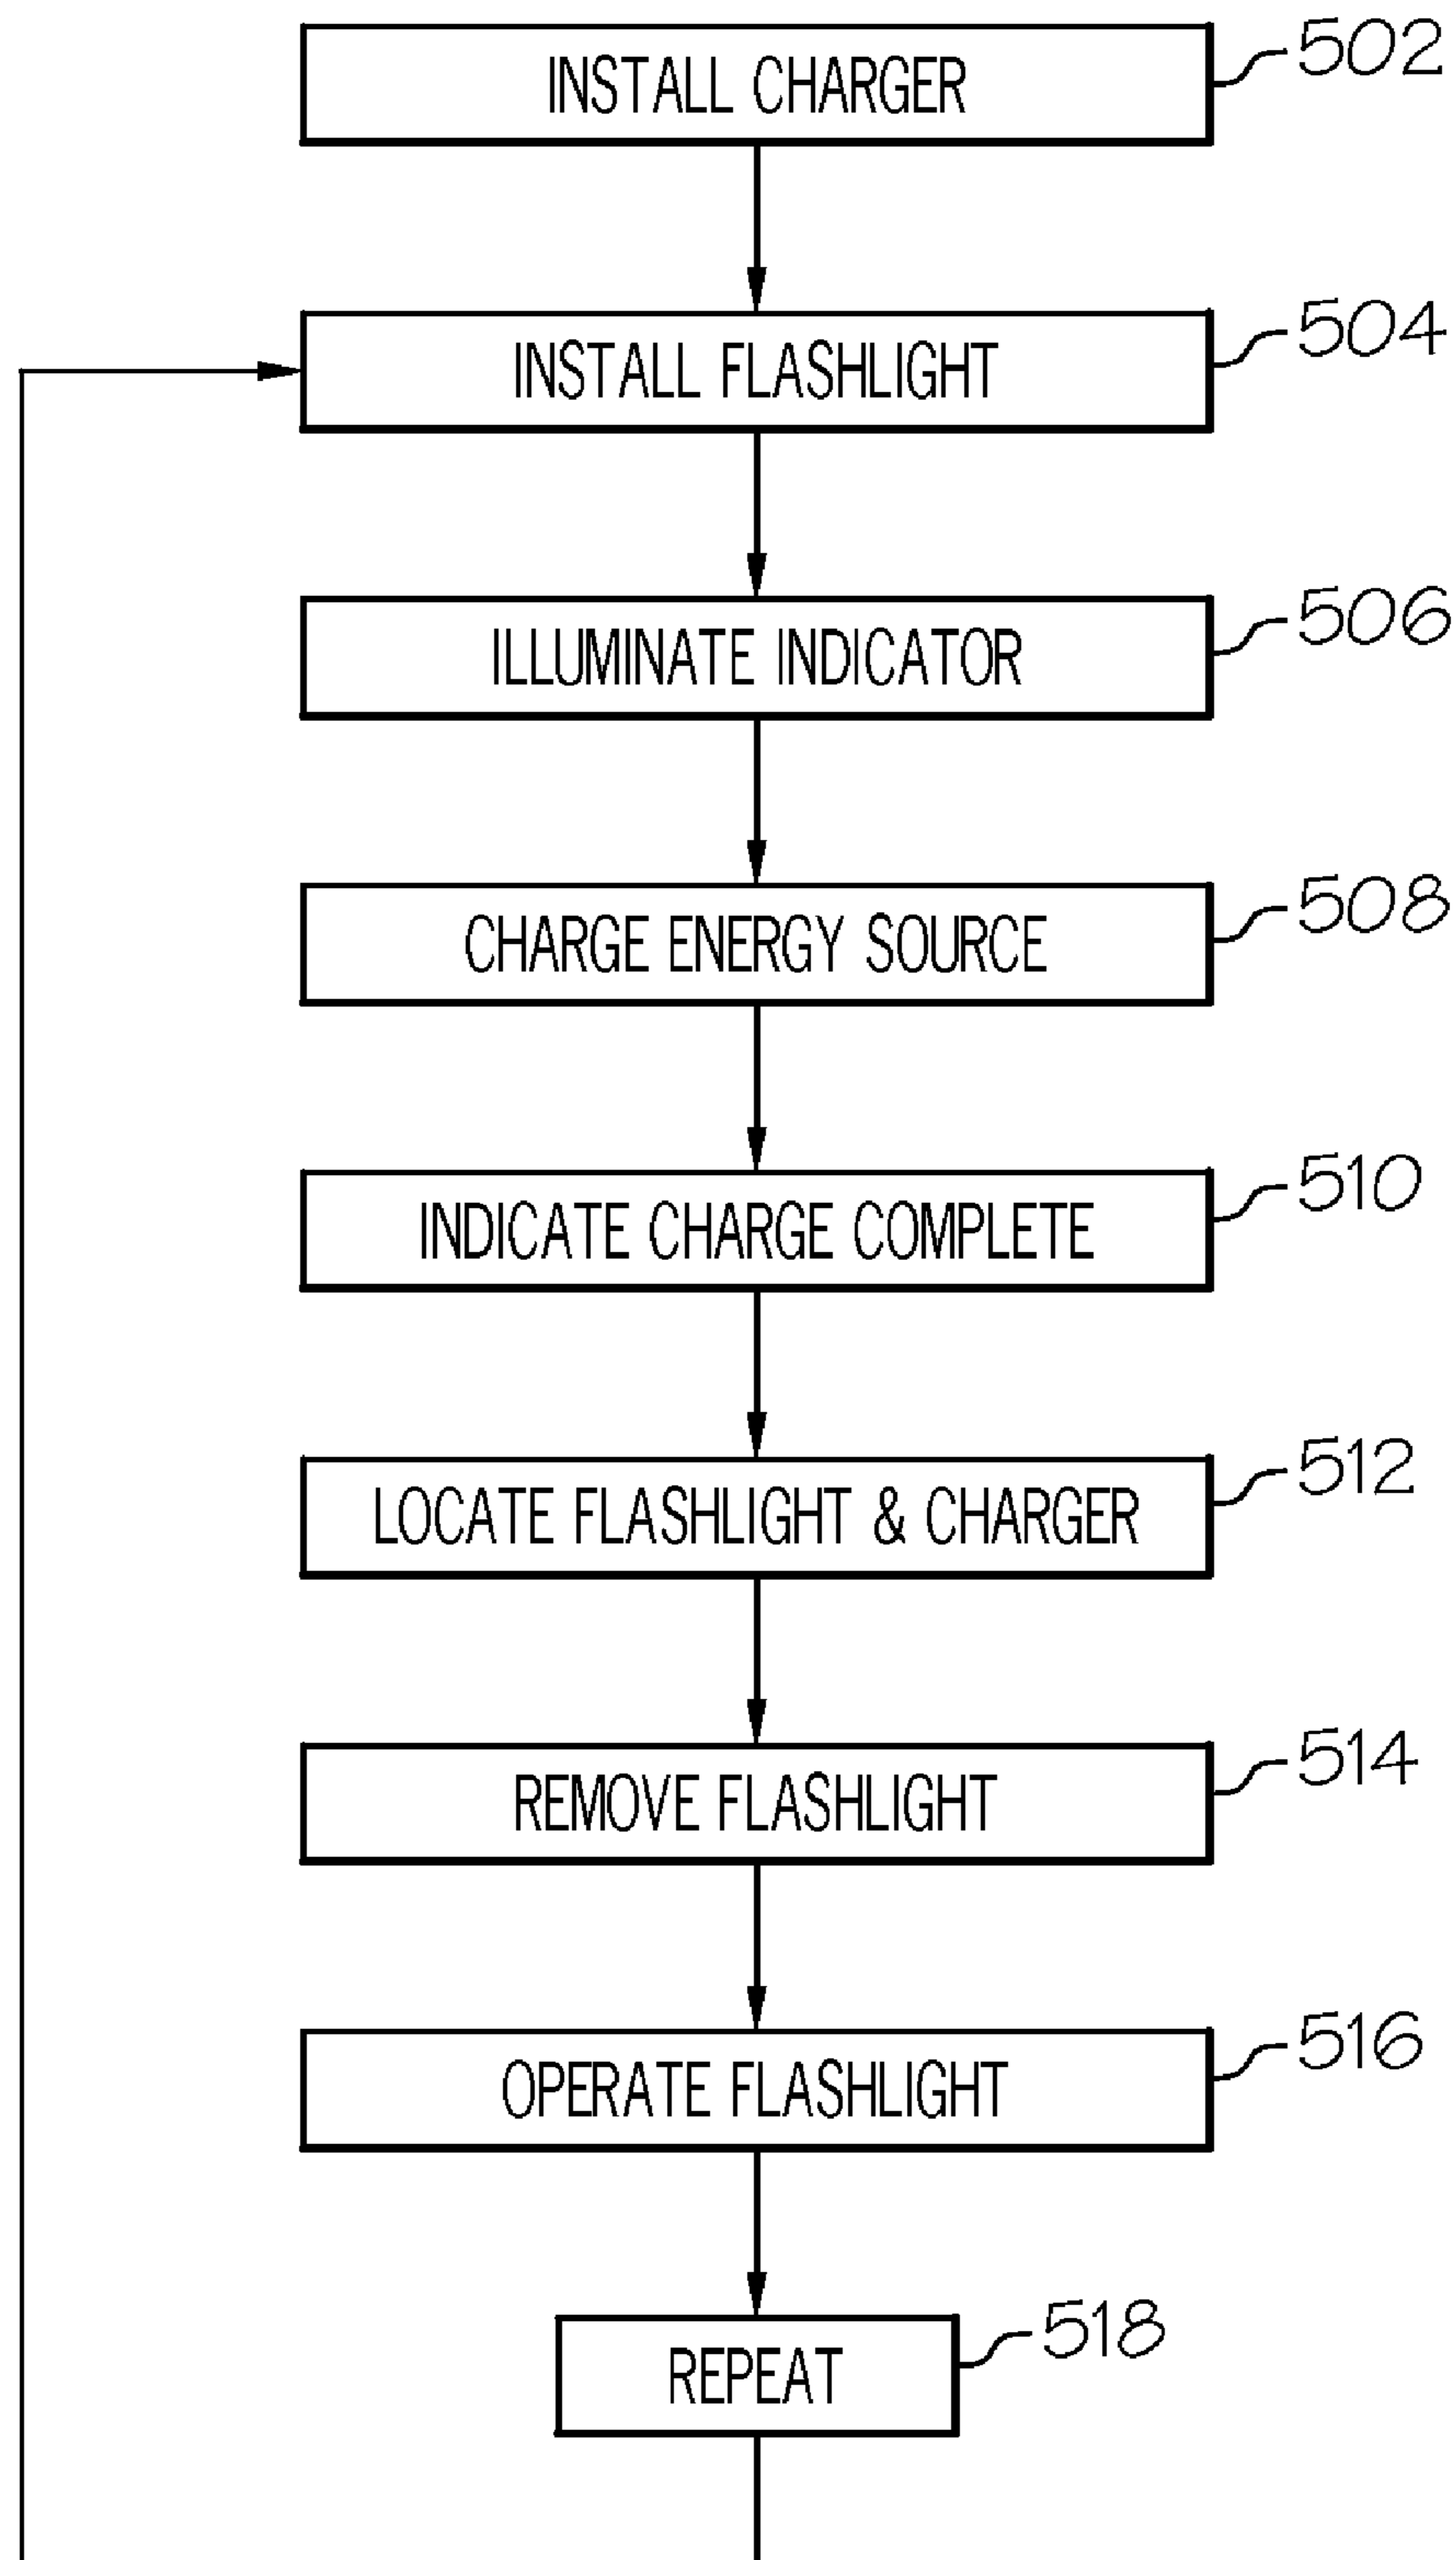 INSTALL CHARGER
502
INSTALL FLASHLIGHT
504
ILLUMINATE INDICATOR
506
CHARGE ENERGY SOURCE
508
INDICATE CHARGE COMPLETE
510
LOCATE FLASHLIGHT & CHARGER
512
REMOVE FLASHLIGHT
514
OPERATE FLASHLIGHT
516
REPEAT
518